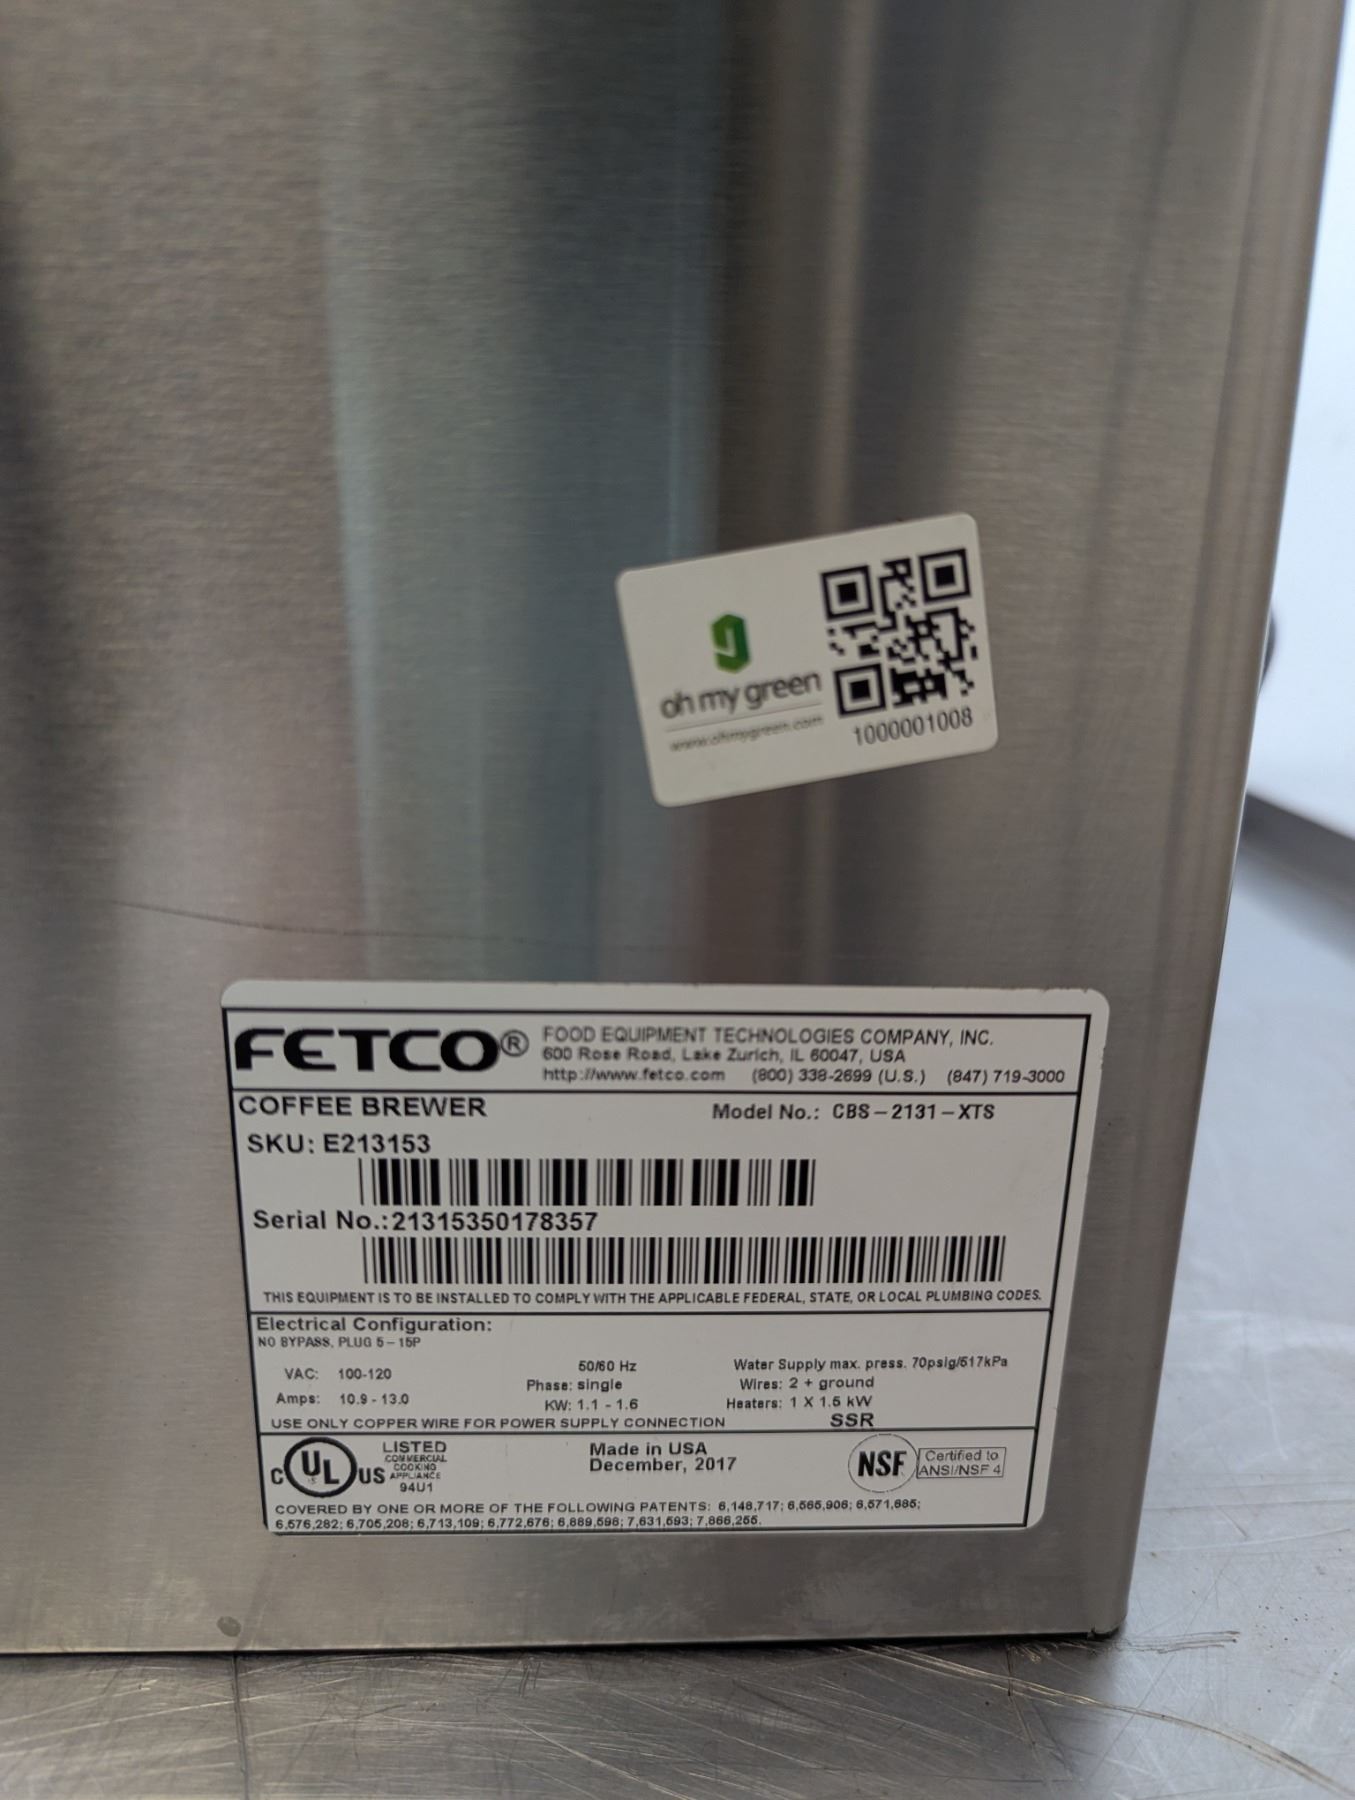 oh my green
www.ohmygreen.com
1000001008
FETCO®
FOOD EQUIPMENT TECHNOLOGIES COMPANY, INC.
600 Rose Road, Lake Zurich, IL 60047, USA
http://www.fetco.com (800) 338-2699 (U.S.) (847) 719-3000
COFFEE BREWER Model No.: CBS-2131-XTS
SKU: E213153
Serial No.:21315350178357
THIS EQUIPMENT IS TO BE INSTALLED TO COMPLY WITH THE APPLICABLE FEDERAL, STATE, OR LOCAL PLUMBING CODES.
Electrical Configuration:
NO BYPASS, PLUG 5-15P
VAC: 100-120 50/60 Hz Water Supply max. press. 70psig/517kPa
Phase: single Wires: 2 + ground
Amps: 10.9 - 13.0 KW: 1.1 - 1.6 Heaters: 1 X 1.5 kW
USE ONLY COPPER WIRE FOR POWER SUPPLY CONNECTION SSR
C UL US
LISTED
COMMERCIAL
COOKING
APPLIANCE
94U1
Made in USA
December, 2017
NSF
Certified to
ANSI/NSF 4
COVERED BY ONE OR MORE OF THE FOLLOWING PATENTS: 6,148,717; 6,565,906; 6,571,685;
6,576,282; 6,705,208; 6,713,109; 6,772,676; 6,889,598; 7,631,593; 7,866,255.